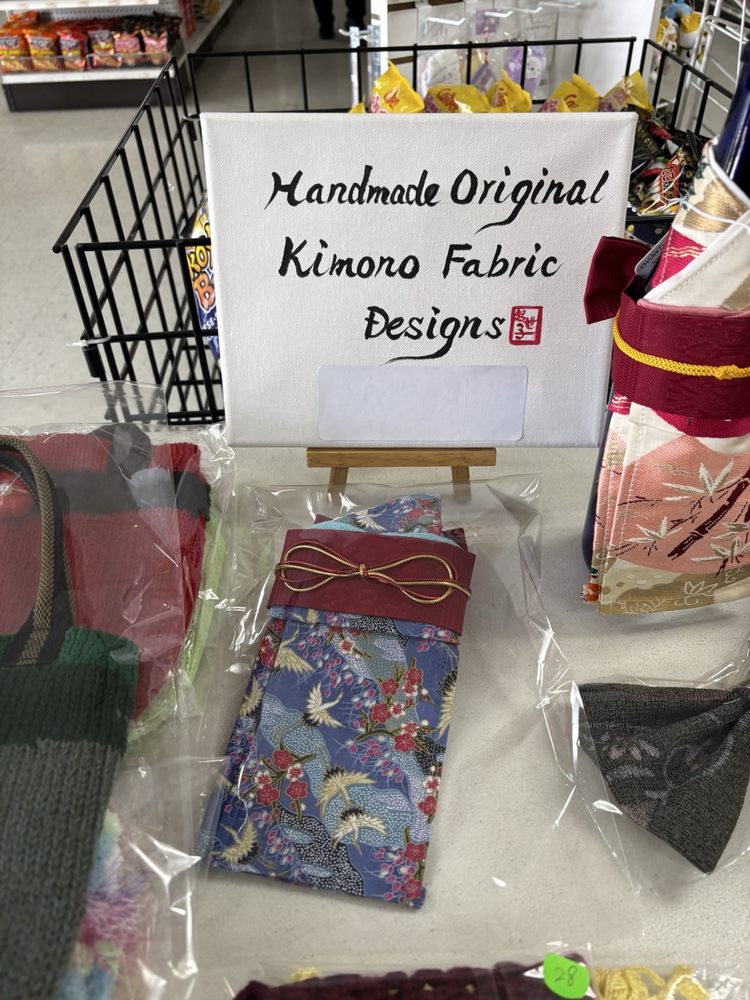 Handmade Original
Kimono Fabric
Designs
28